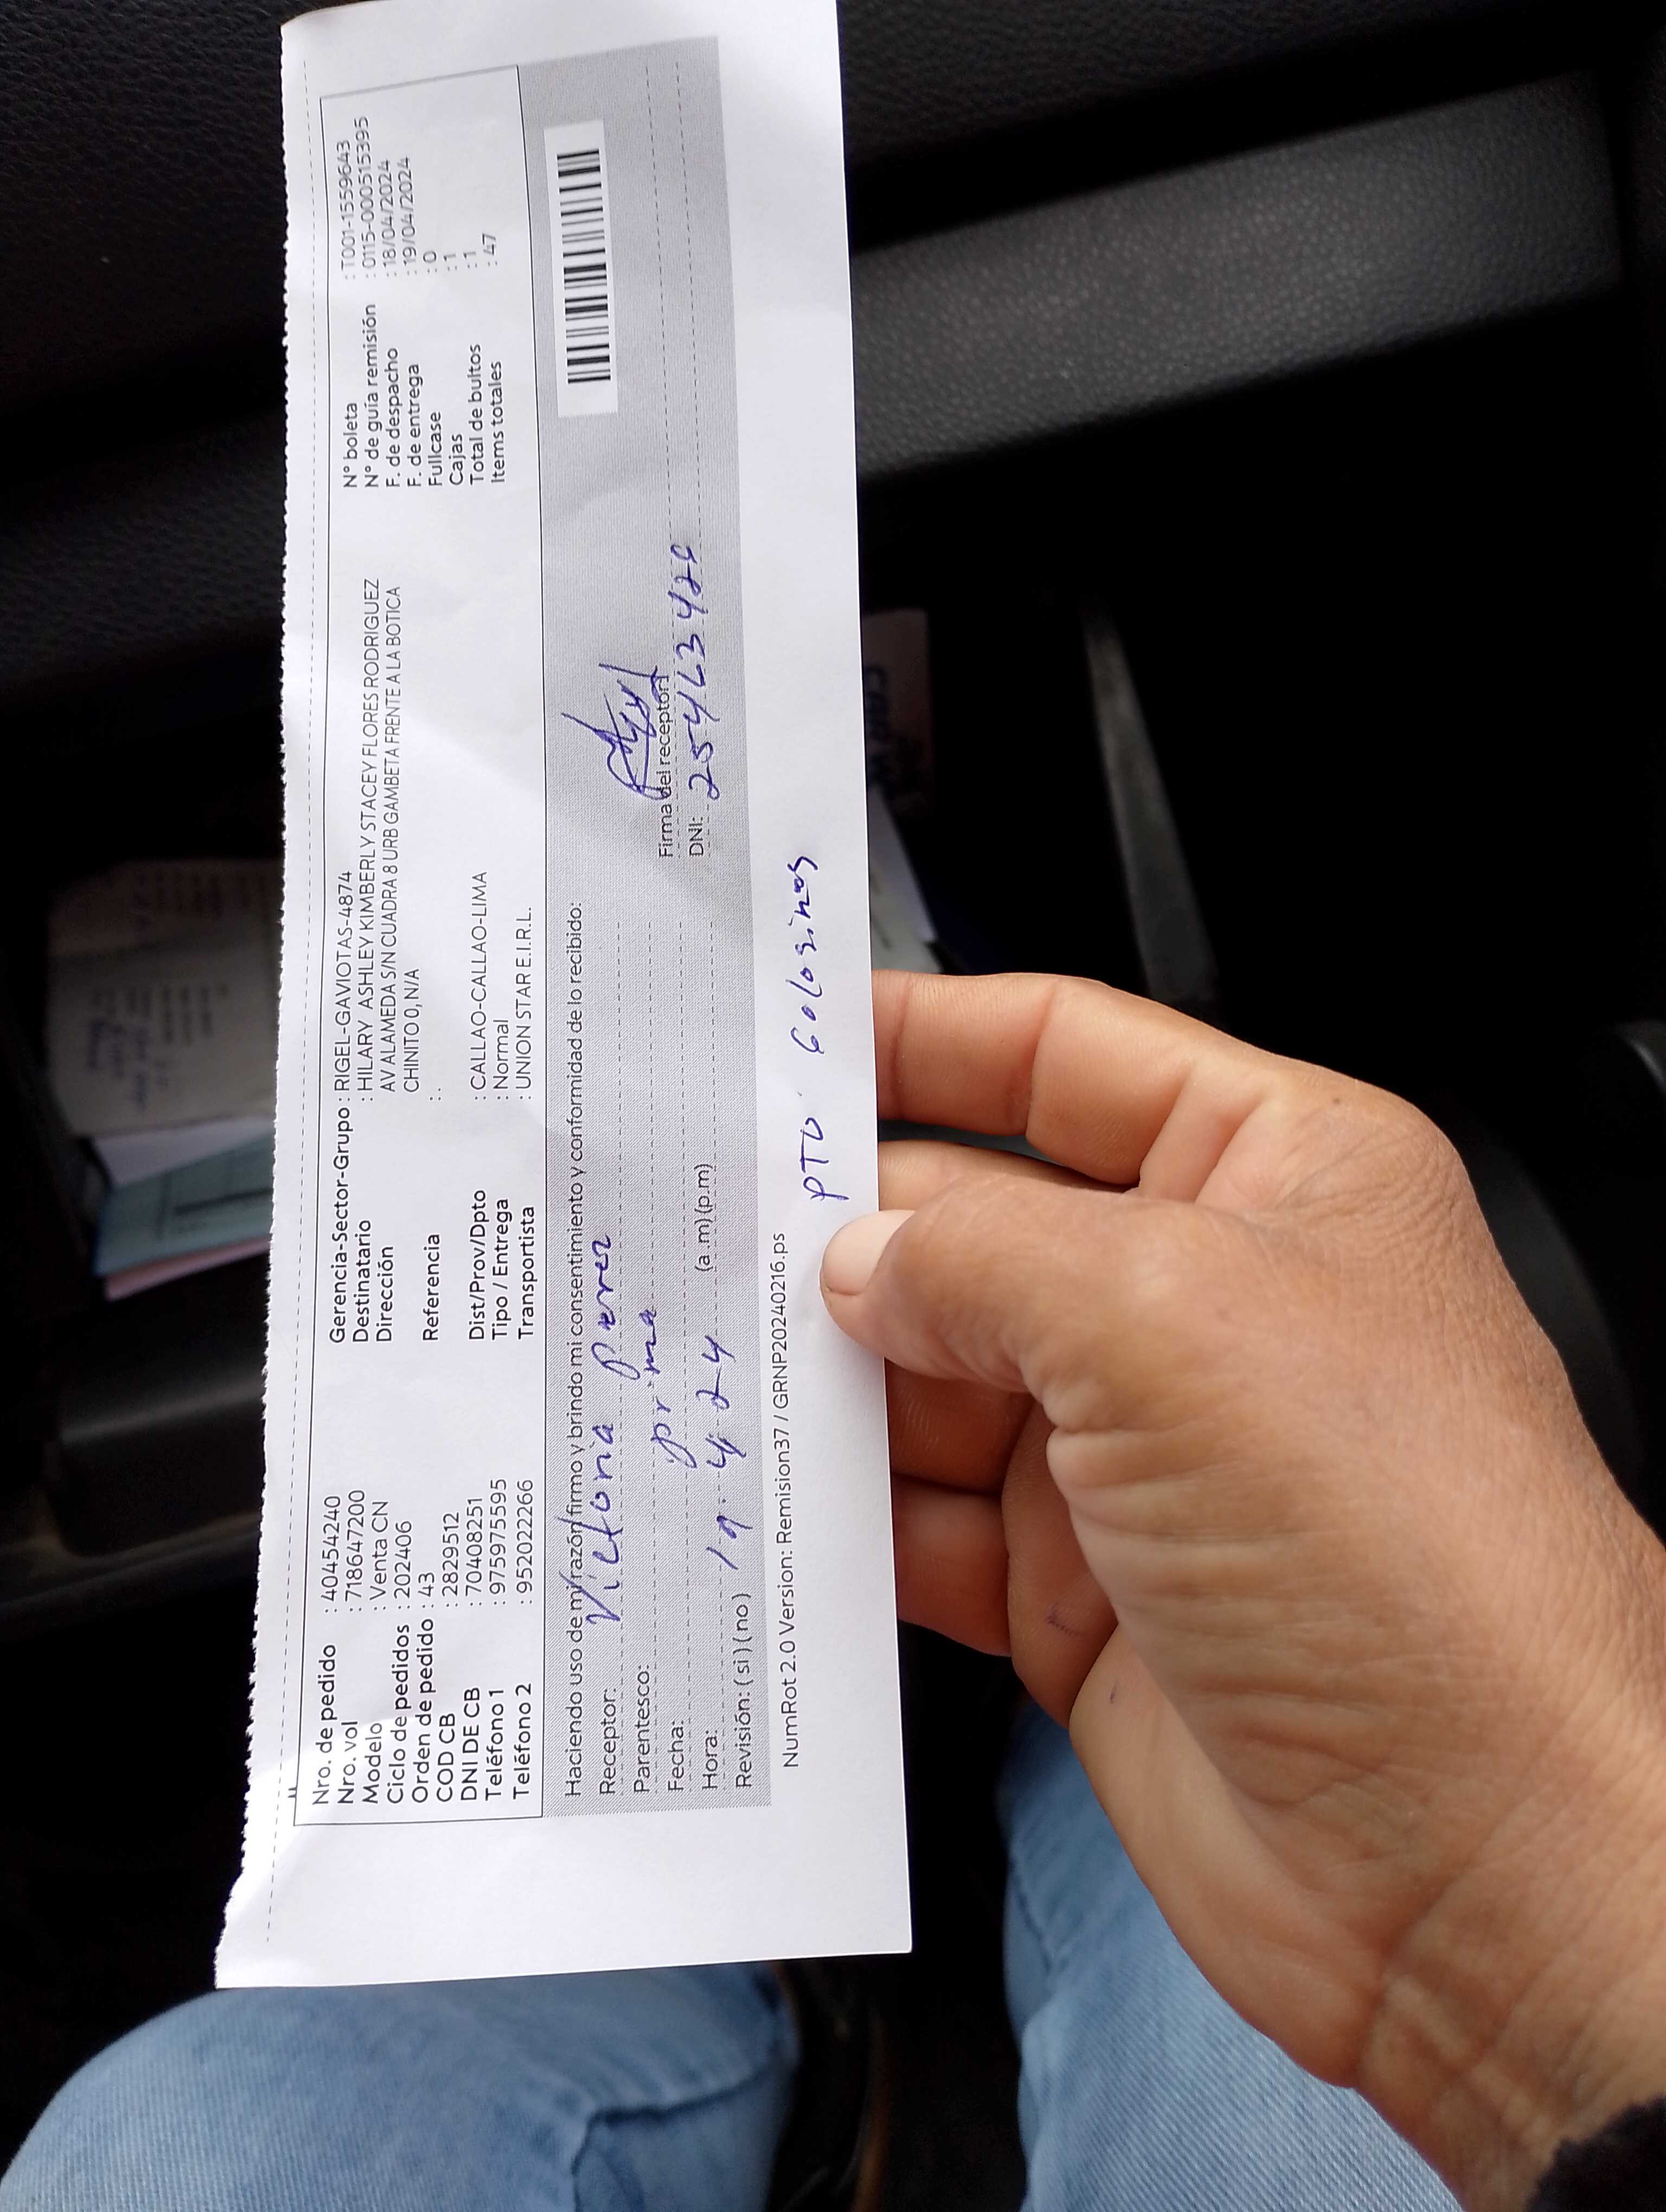 Nro. de pedido : 40454240
Nro. vol : 718647200
Modelo : Venta CN
Ciclo de pedidos : 202406
Orden de pedido : 43
COD CB : 2829512
DNI DE CB : 70408251
Teléfono 1 : 975975595
Teléfono 2 : 952022266
Gerencia-Sector-Grupo : RIGEL-GAVIOTAS-4874
Destinatario : HILARY ASHLEY KIMBERLY STACEY FLORES RODRIGUEZ
Dirección AV ALAMEDA S/N CUADRA 8 URB GAMBETA FRENTE A LA BOTICA
CHINITO 0, N/A
Referencia :.
Dist/Prov/Dpto : CALLAO-CALLAO-LIMA
Tipo / Entrega : Normal
Transportista : UNION STAR E.I.R.L.
N° boleta : T001-1559643
N° de guía remisión : 0115-000515395
F. de despacho : 18/04/2024
F. de entrega : 19/04/2024
Fullcase : 0
Cajas : 1
Total de bultos : 1
Items totales : 47
Haciendo uso de mi razón firmo y brindo mi consentimiento y conformidad de lo recibido:
Receptor: Victoria Perez
Parentesco: prima
Fecha: 19. 4. 24
Hora: (a.m) (p.m)
Revisión: ( si ) ( no )
Firma del receptor
DNI:
NumRot 2.0 Version: Remision37 / GRNP20240216.ps
PTO Golosinas